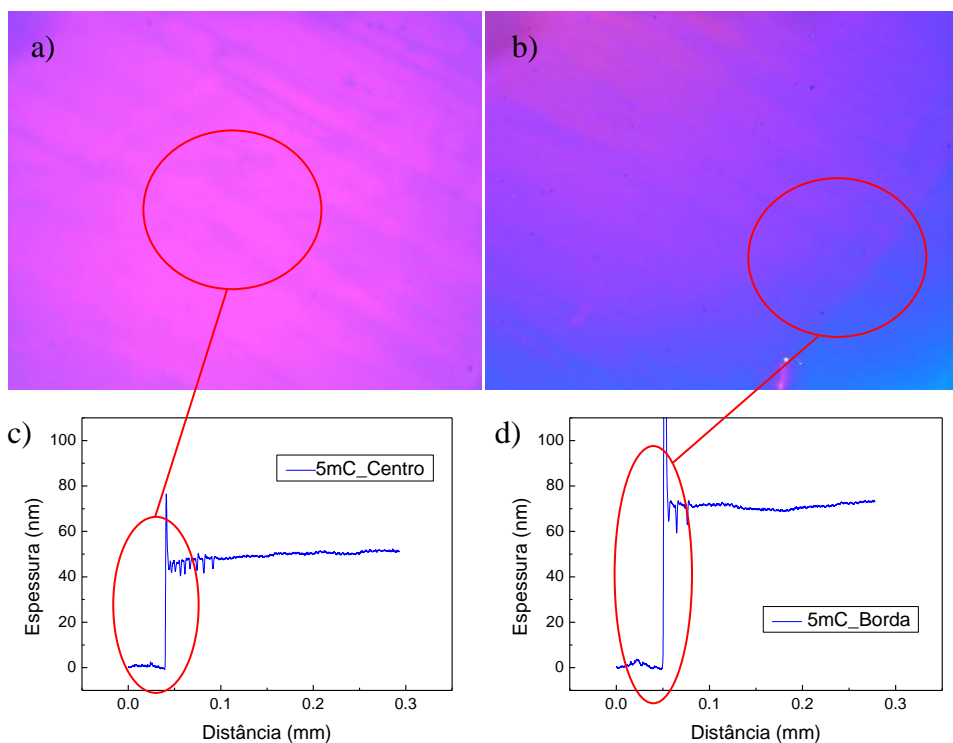 a)
b)
c)
100
80
60
40
20
0
Espessura (nm)
5mC_Centro
0.0
0.1
0.2
0.3
Distância (mm)
d)
100
80
60
40
20
0
Espessura (nm)
5mC_Borda
0.0
0.1
0.2
0.3
Distância (mm)